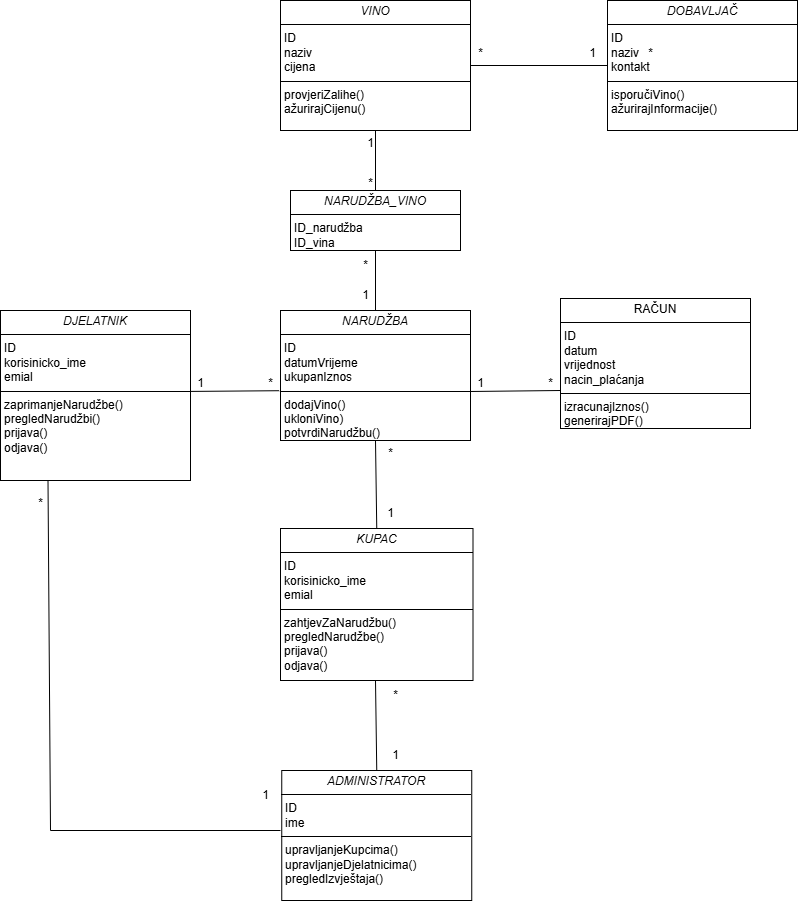 VINO
ID
naziv
cijena
provjeriZalihe()
ažurirajCijenu()
*
1
DOBAVLJAČ
ID
naziv *
kontakt
isporučiVino()
ažurirajInformacije()
1
*
NARUDŽBA_VINO
ID_narudžba
ID_vina
*
1
DJELATNIK
ID
korisinicko_ime
emial
zaprimanjeNarudžbe()
pregledNarudžbi()
prijava()
odjava()
1
*
NARUDŽBA
ID
datumVrijeme
ukupanIznos
dodajVino()
ukloniVino)
potvrdiNarudžbu()
1
*
RAČUN
ID
datum
vrijednost
nacin_plaćanja
izracunajIznos()
generirajPDF()
*
1
*
KUPAC
ID
korisinicko_ime
emial
zahtjevZaNarudžbu()
pregledNarudžbe()
prijava()
odjava()
*
1
1
ADMINISTRATOR
ID
ime
upravljanjeKupcima()
upravljanjeDjelatnicima()
pregledIzvještaja()